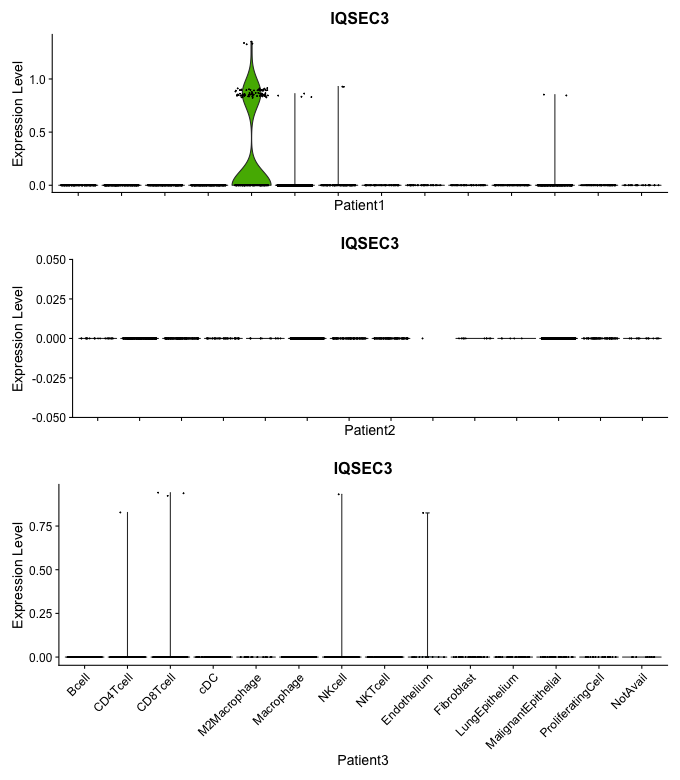 IQSEC3
Expression Level
1.0
0.5
0.0
Patient1
IQSEC3
Expression Level
0.050
0.025
0.000
-0.025
-0.050
Patient2
IQSEC3
Expression Level
0.75
0.50
0.25
0.00
Bcell
CD4Tcell
CD8Tcell
cDC
M2Macrophage
Macrophage
NKcell
NKTcell
Endothelium
Fibroblast
LungEpithelium
MalignantEpithelial
ProliferatingCell
NotAvail
Patient3